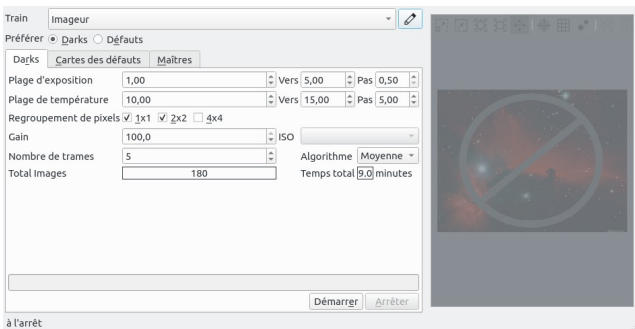 Train Imageur
Préférer Darks Défauts
Darks Cartes des défauts Maîtres
Plage d'exposition 1,00 Vers 5,00 Pas 0,50
Plage de température 10,00 Vers 15,00 Pas 5,00
Regroupement de pixels 1x1 2x2 4x4
Gain 100,0 ISO
Nombre de trames 5 Algorithme Moyenne
Total Images 180 Temps total 9.0 minutes
Démarrer Arrêter
à l'arrêt